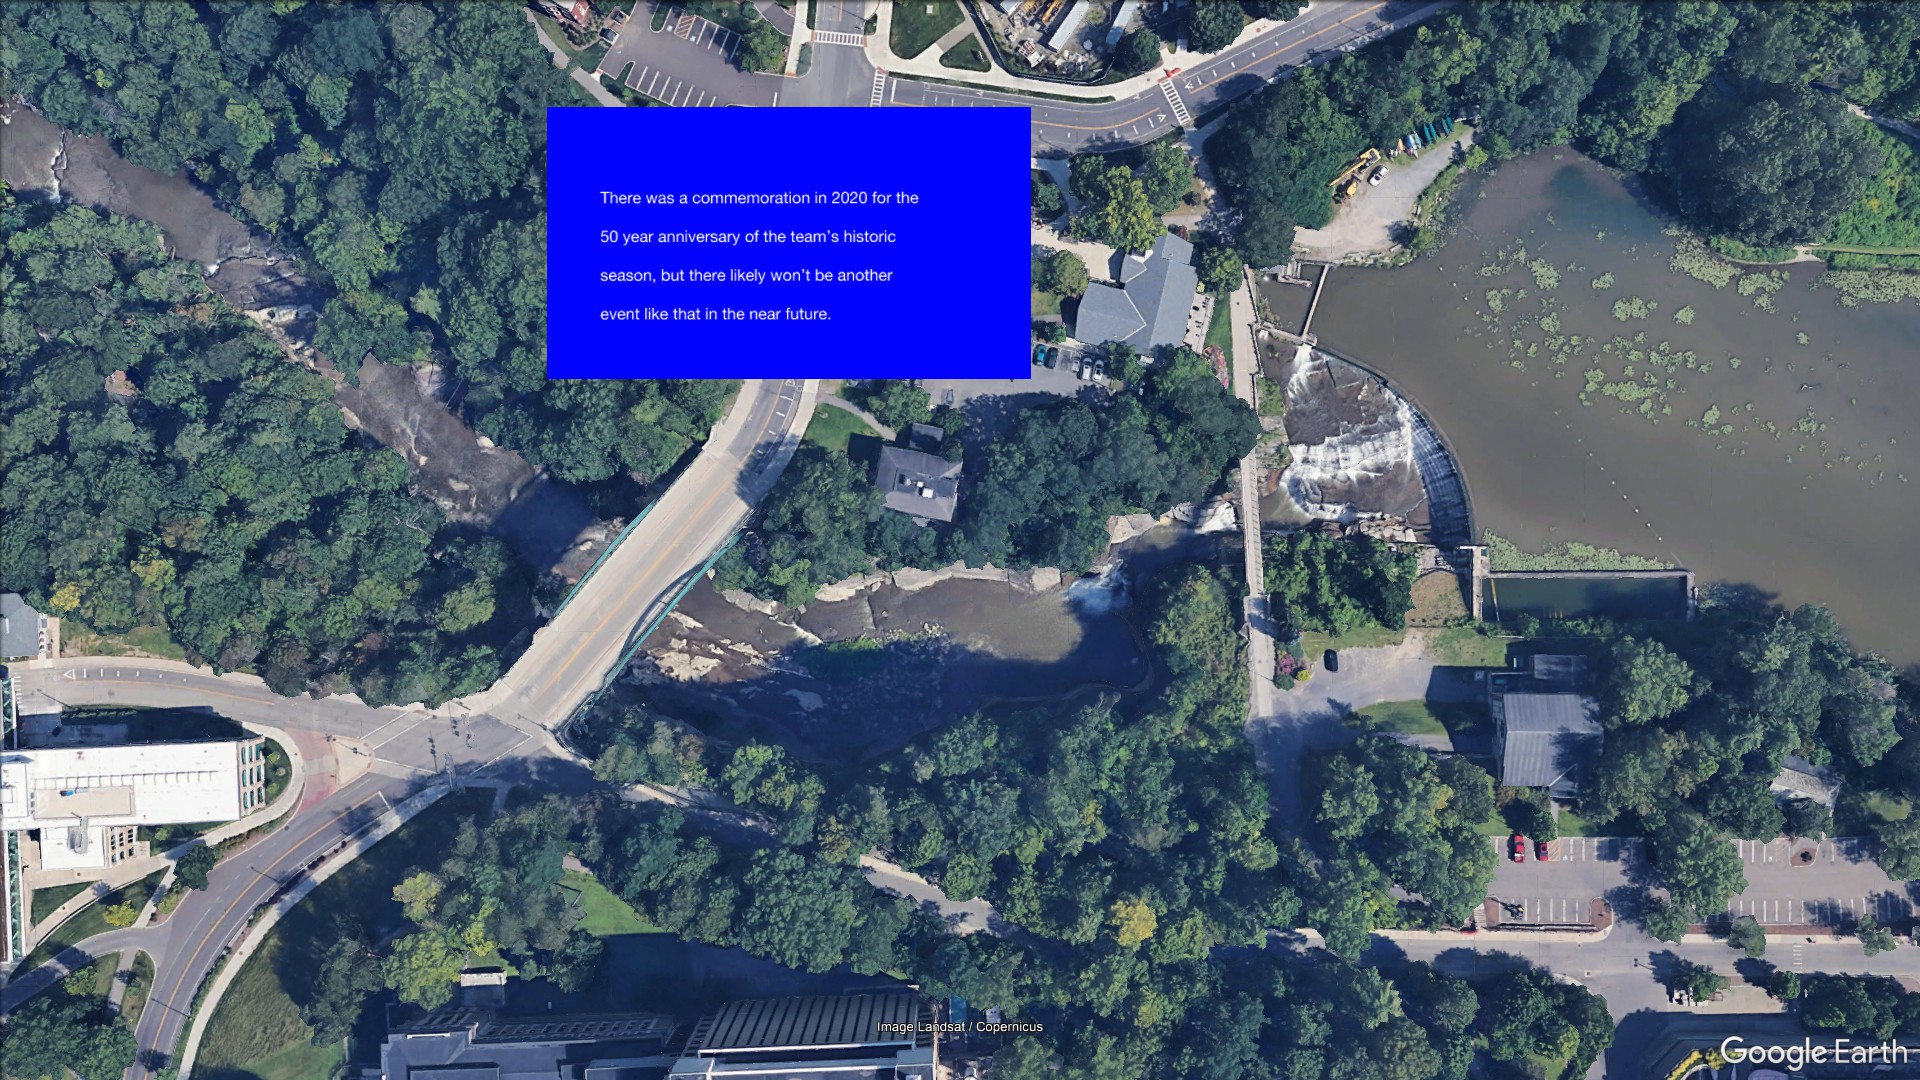 There was a commemoration in 2020 for the
50 year anniversary of the team’s historic
season, but there likely won’t be another
event like that in the near future.
Image Landsat / Copernicus
Google Earth